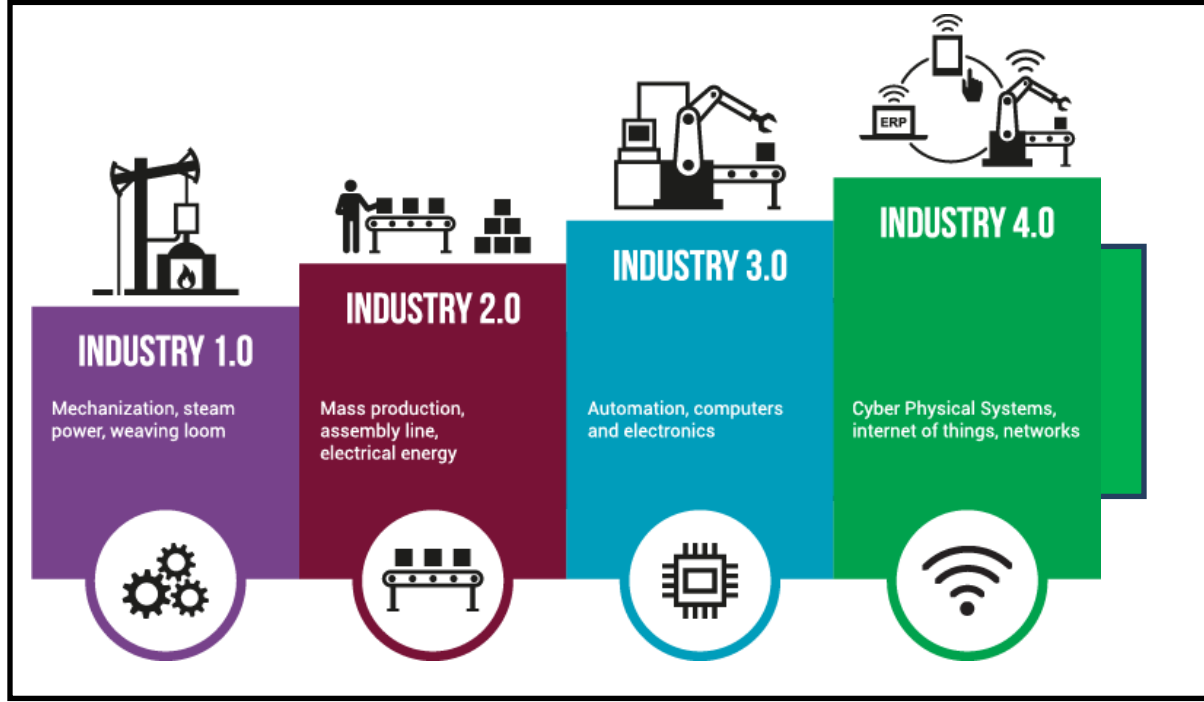 INDUSTRY 1.0
Mechanization, steam
power, weaving loom
INDUSTRY 2.0
Mass production,
assembly line,
electrical energy
INDUSTRY 3.0
Automation, computers
and electronics
ERP
INDUSTRY 4.0
Cyber Physical Systems,
internet of things, networks